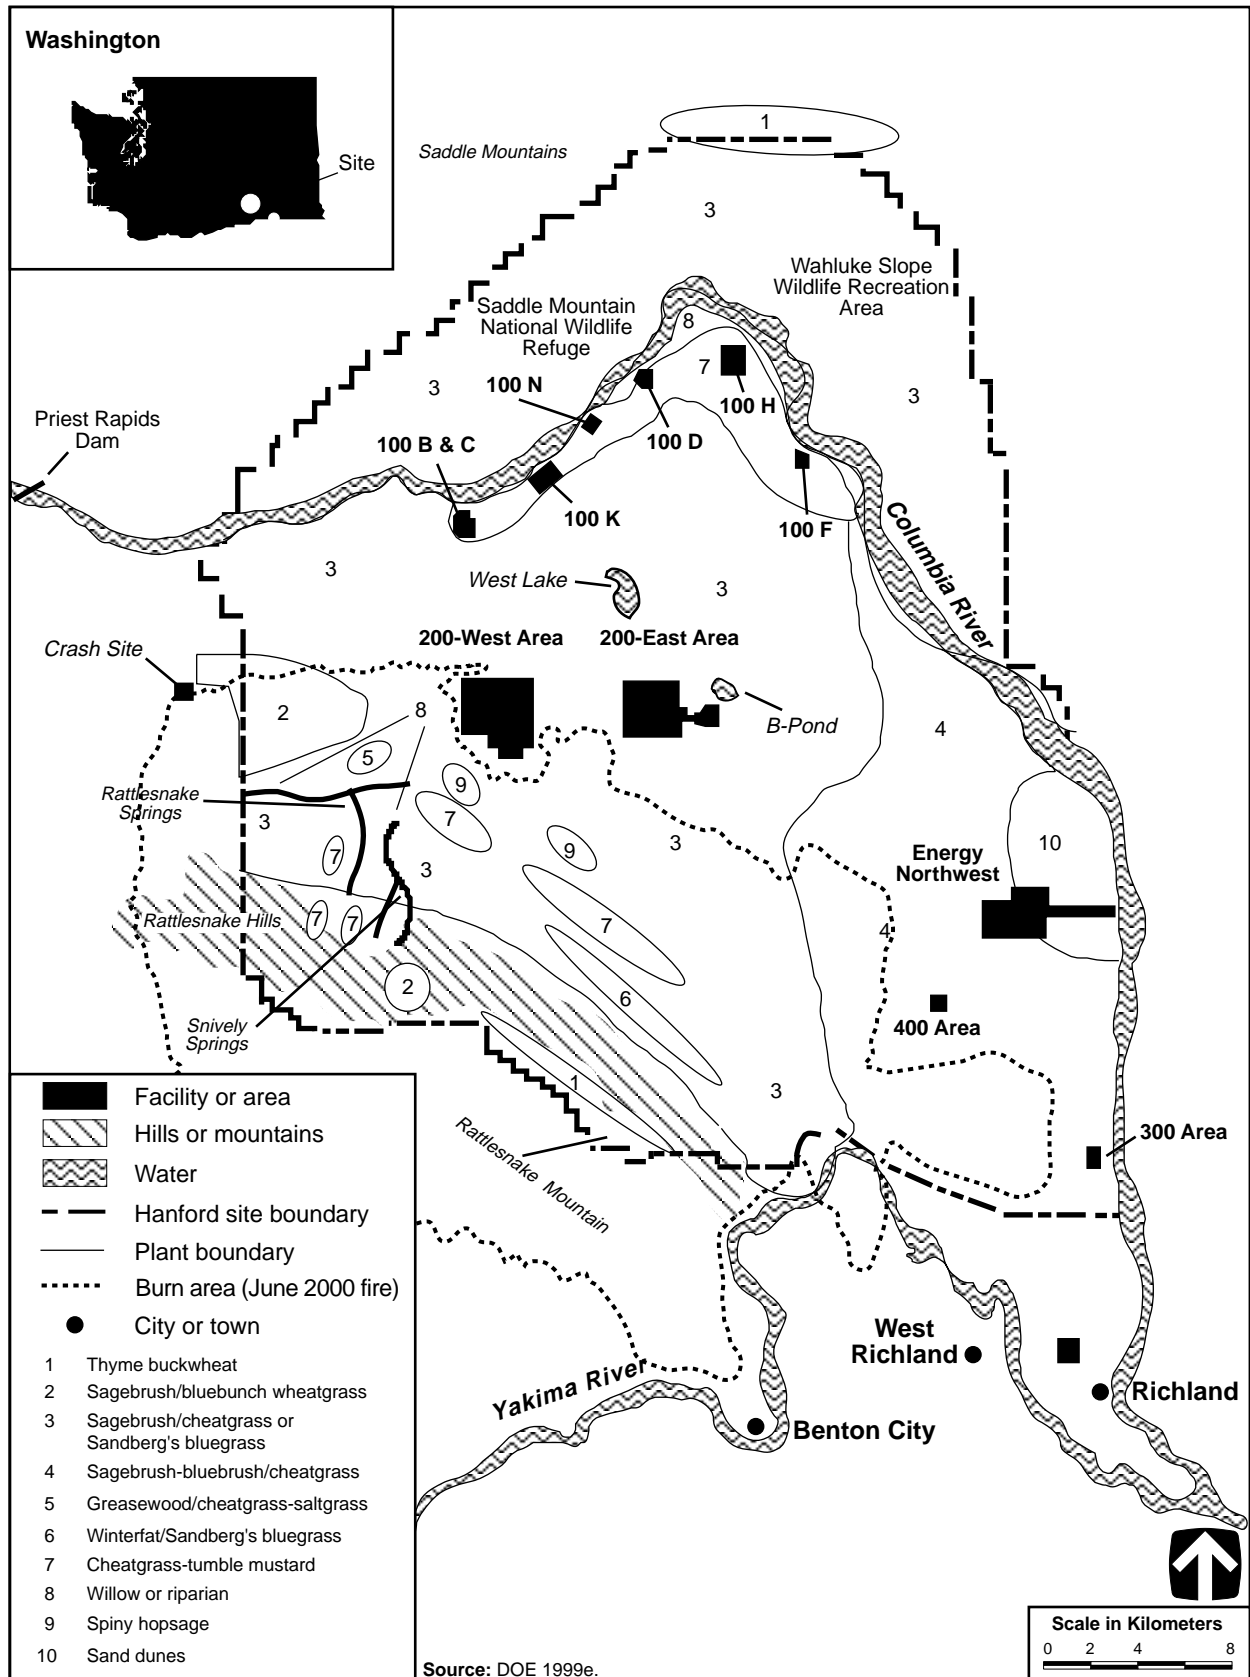 Washington
Site
Saddle Mountains
1
3
Wahluke Slope
Wildlife Recreation
Area
Saddle Mountain
National Wildlife
Refuge
8
7
3
100 N
100 H
3
Priest Rapids
Dam
100 B & C
100 D
100 K
100 F
Columbia River
3
West Lake
3
200-West Area
200-East Area
Crash Site
2
8
B-Pond
4
5
Rattlesnake
Springs
9
3
7
7
9
3
3
Energy
Northwest
10
Rattlesnake Hills
7
7
7
4
2
6
400 Area
Snively
Springs
1
3
Rattlesnake Mountain
300 Area
Facility or area
Hills or mountains
Water
Hanford site boundary
Plant boundary
Burn area (June 2000 fire)
City or town
1 Thyme buckwheat
2 Sagebrush/bluebunch wheatgrass
3 Sagebrush/cheatgrass or
Sandberg's bluegrass
4 Sagebrush-bluebrush/cheatgrass
5 Greasewood/cheatgrass-saltgrass
6 Winterfat/Sandberg's bluegrass
7 Cheatgrass-tumble mustard
8 Willow or riparian
9 Spiny hopsage
10 Sand dunes
West
Richland
Richland
Yakima River
Benton City
Scale in Kilometers
0 2 4 8
Source: DOE 1999e.